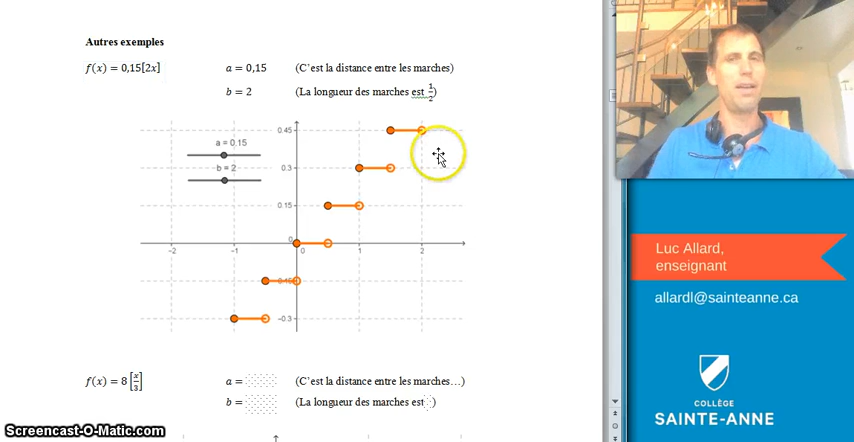 Autres exemples
f(x) = 0,15[2x] a = 0,15 (C'est la distance entre les marches)
b = 2 (La longueur des marches est 1/2)
a = 0.15
b = 2
0.45
0.3
0.15
0
-0.15
-0.3
-2 -1 0 1 2
f(x) = 8[x/3] a = (C'est la distance entre les marches…)
b = (La longueur des marches est )
Luc Allard,
enseignant
allardl@sainteanne.ca
COLLÈGE
SAINTE-ANNE
Screencast-O-Matic.com